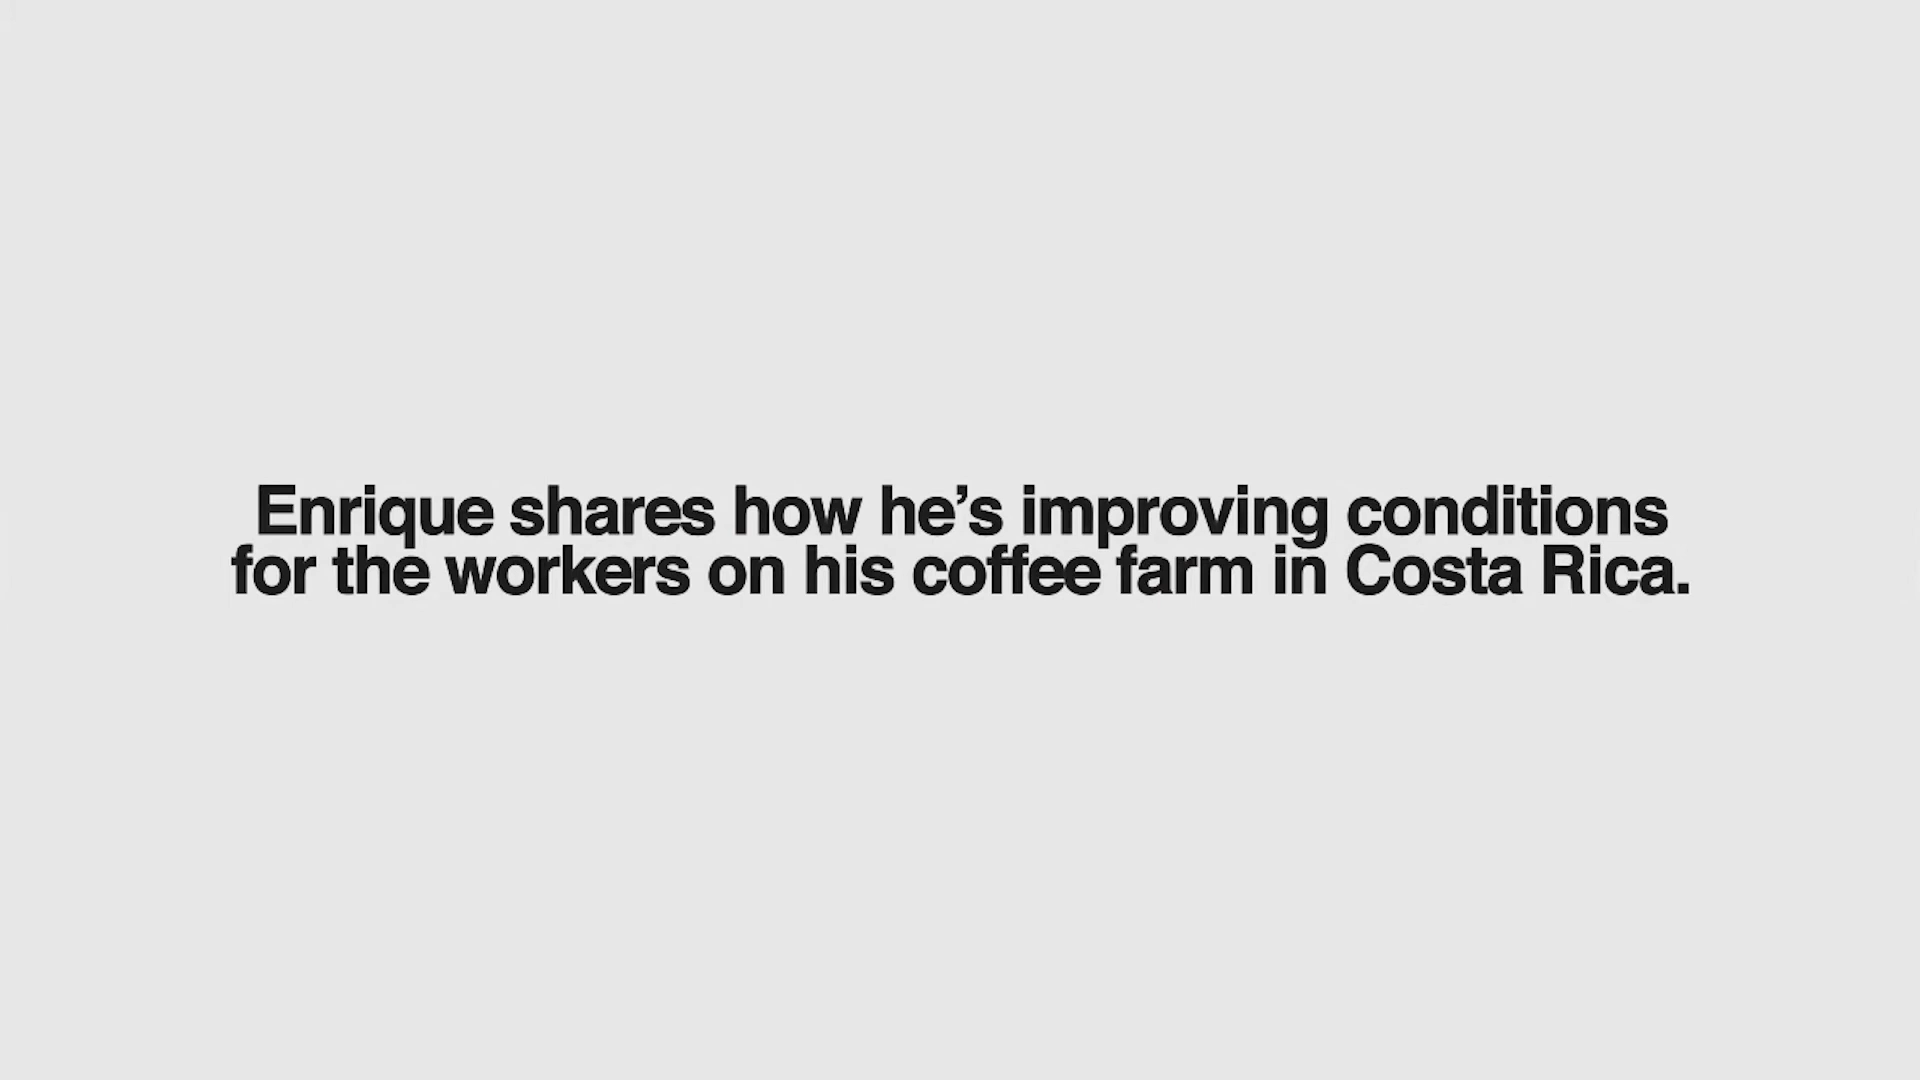 Enrique shares how he’s improving conditions
for the workers on his coffee farm in Costa Rica.